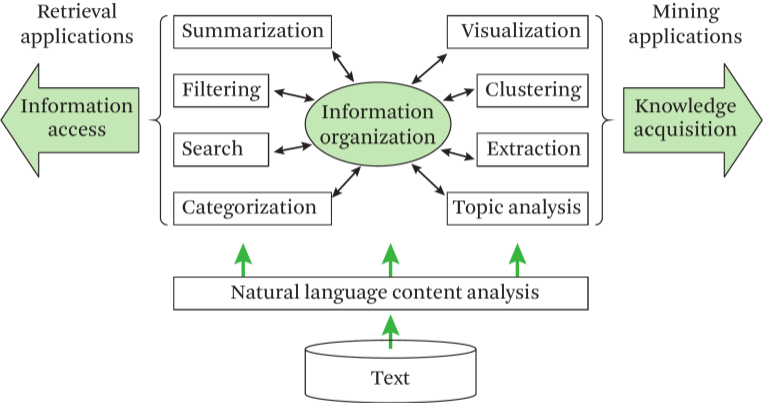 Retrieval
applications
Information
access
Summarization
Filtering
Search
Categorization
Information
organization
Visualization
Clustering
Extraction
Topic analysis
Mining
applications
Knowledge
acquisition
Natural language content analysis
Text